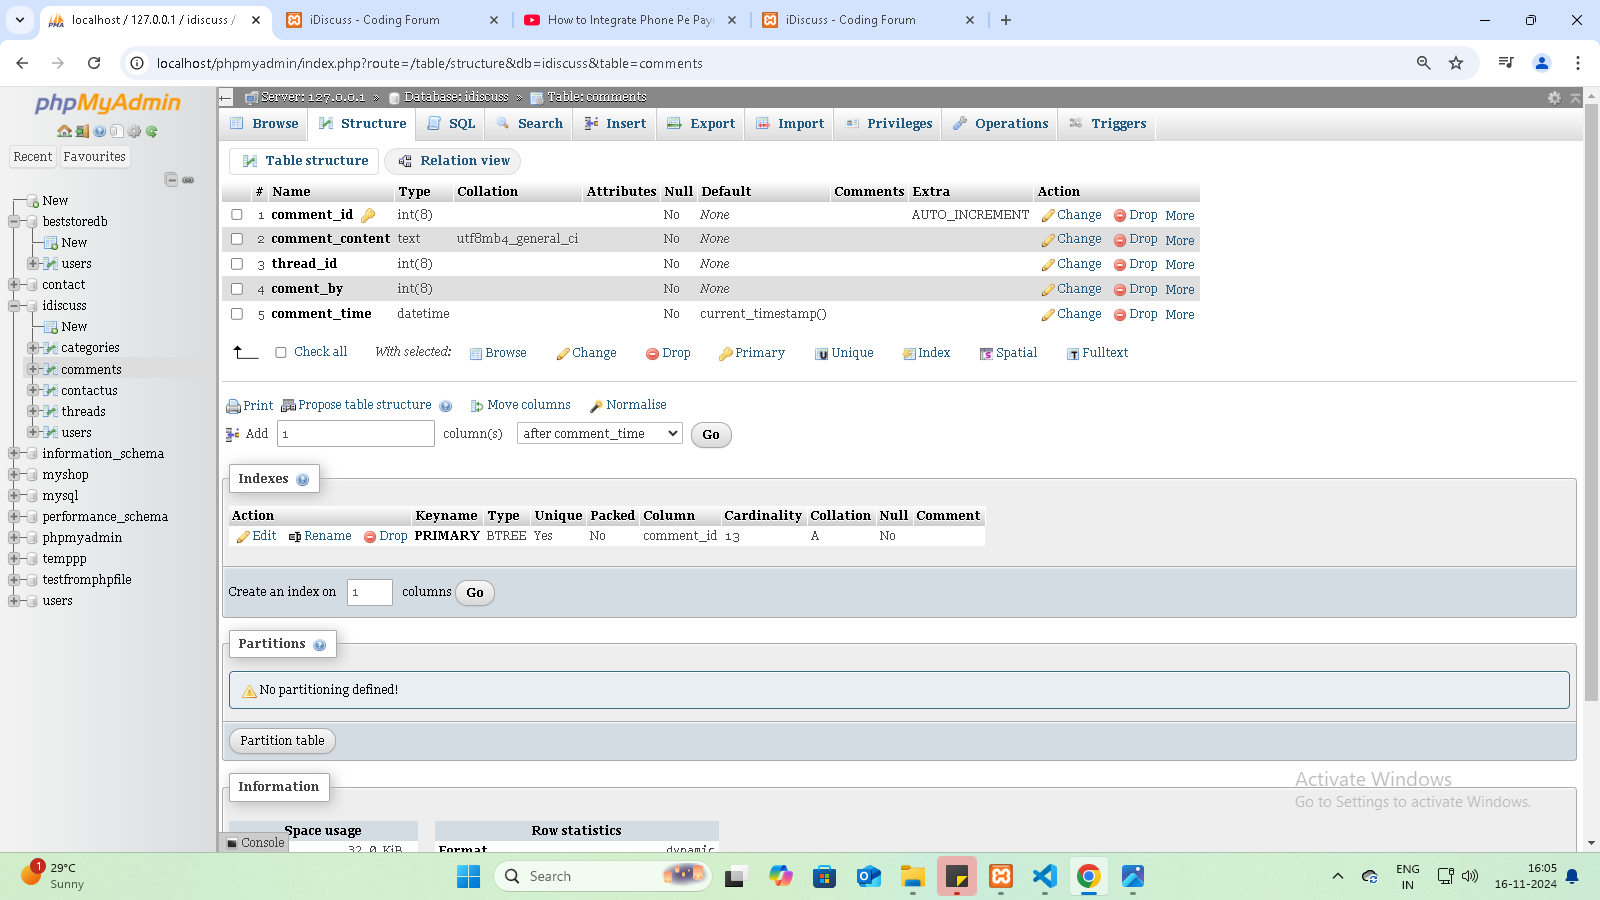 localhost / 127.0.0.1 / idiscuss /
iDiscuss - Coding Forum
How to Integrate Phone Pe Pay
iDiscuss - Coding Forum
localhost/phpmyadmin/index.php?route=/table/structure&db=idiscuss&table=comments
phpMyAdmin
Recent Favourites
New
beststoredb
New
users
contact
idiscuss
New
categories
comments
contactus
threads
users
information_schema
myshop
mysql
performance_schema
phpmyadmin
temppp
testfromphpfile
users
Server: 127.0.0.1 » Database: idiscuss » Table: comments
Browse Structure SQL Search Insert Export Import Privileges Operations Triggers
Table structure Relation view
# Name Type Collation Attributes Null Default Comments Extra Action
1 comment_id int(8) No None AUTO_INCREMENT Change Drop More
2 comment_content text utf8mb4_general_ci No None Change Drop More
3 thread_id int(8) No None Change Drop More
4 coment_by int(8) No None Change Drop More
5 comment_time datetime No current_timestamp() Change Drop More
Check all With selected: Browse Change Drop Primary Unique Index Spatial Fulltext
Print Propose table structure Move columns Normalise
Add 1 column(s) after comment_time Go
Indexes
Action Keyname Type Unique Packed Column Cardinality Collation Null Comment
Edit Rename Drop PRIMARY BTREE Yes No comment_id 13 A No
Create an index on 1 columns Go
Partitions
No partitioning defined!
Partition table
Information
Space usage Row statistics
32.0 KiB Format dynamic
Console
Activate Windows
Go to Settings to activate Windows.
1
29°C
Sunny
Search
ENG
IN
16:05
16-11-2024